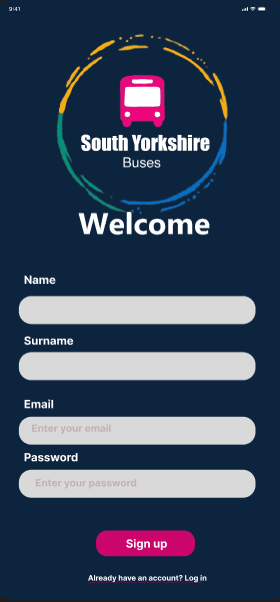 9:41
South Yorkshire
Buses
Welcome
Name
Surname
Email
Enter your email
Password
Enter your password
Sign up
Already have an account? Log in